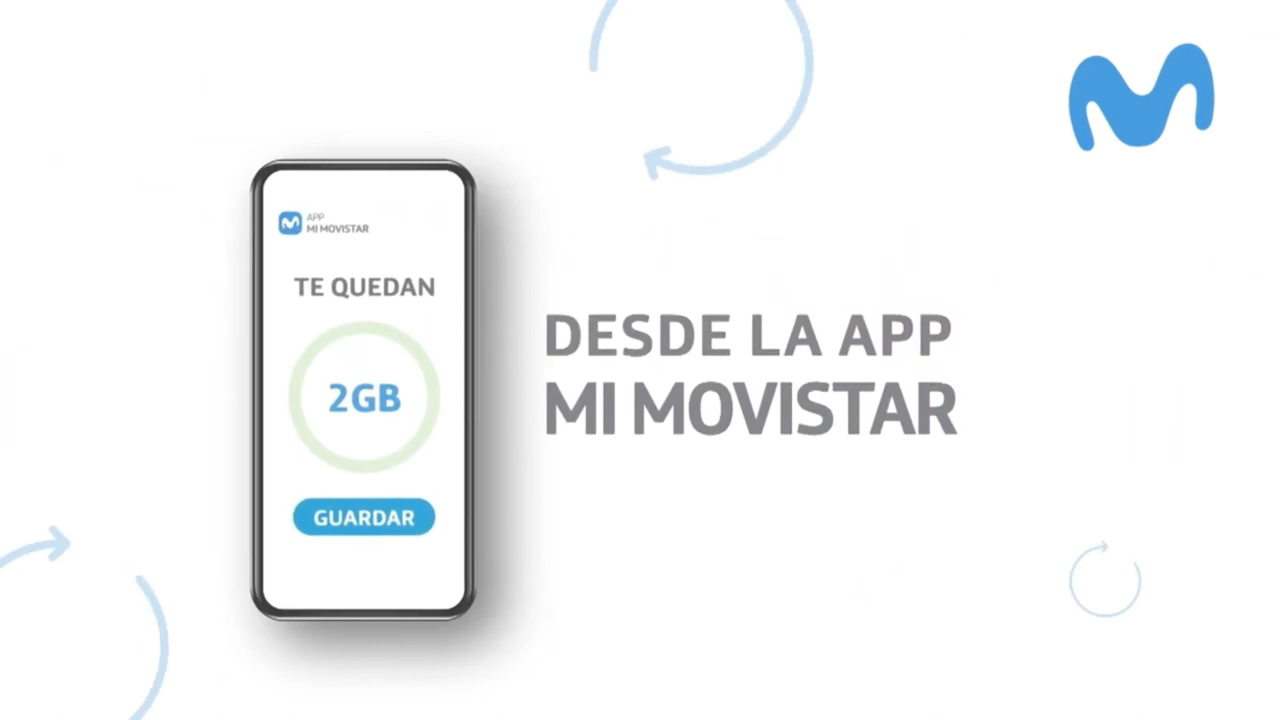 APP
MI MOVISTAR
TE QUEDAN
2GB
GUARDAR
DESDE LA APP
MI MOVISTAR